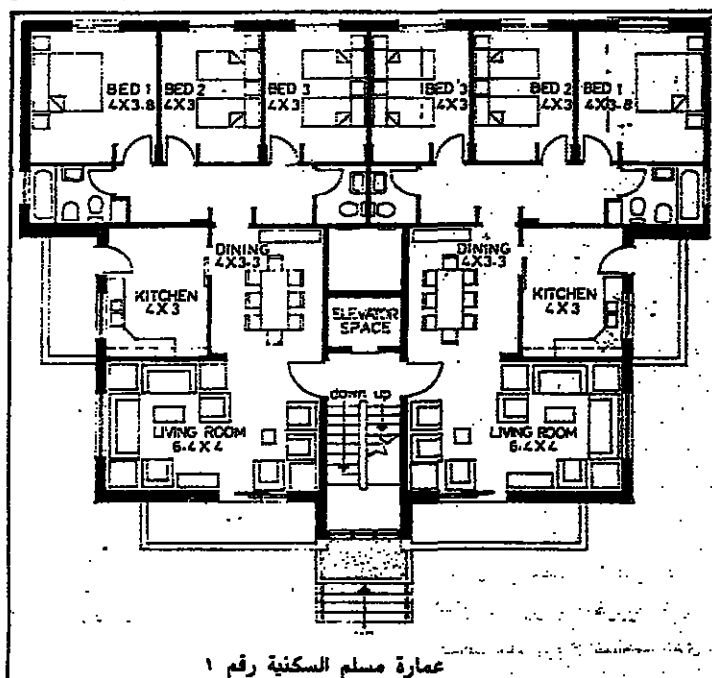 BED 1
4X3-8
BED 2
4X3
BED 3
4X3
BED 3
4X3
BED 2
4X3
BED 1
4X3-8
DINING
4X3-3
DINING
4X3-3
KITCHEN
4X3
KITCHEN
4X3
ELEVATOR
SPACE
DOWN UP
LIVING ROOM
6-4X4
LIVING ROOM
6-4X4
عمارة مسلم السكنية رقم ١